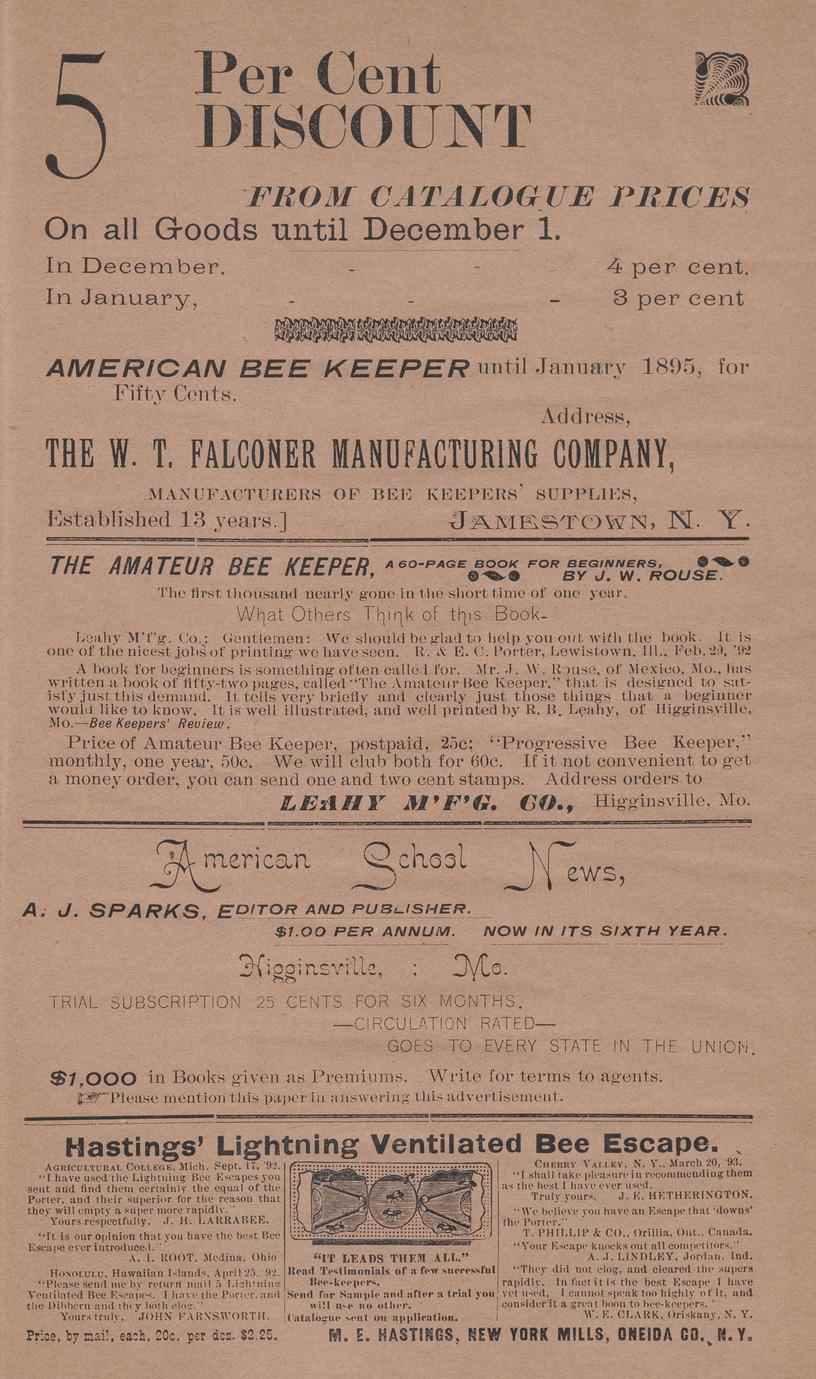 5 Per Cent
DISCOUNT
FROM CATALOGUE PRICES
On all Goods until December 1.
In December. - - 4 per cent.
In January, - - - 3 per cent
AMERICAN BEE KEEPER until January 1895, for
Fifty Cents.
Address,
THE W. T. FALCONER MANUFACTURING COMPANY,
MANUFACTURERS OF BEE KEEPERS' SUPPLIES,
Established 13 years.] JAMESTOWN, N. Y.
THE AMATEUR BEE KEEPER, A 60-PAGE BOOK FOR BEGINNERS,
BY J. W. ROUSE.
The first thousand nearly gone in the short time of one year.
What Others Think of this Book-
Leahy M'f'g. Co.; Gentlemen: We should be glad to help you out with the book. It is
one of the nicest jobs of printing we have seen. R. & E. C. Porter, Lewistown, Ill., Feb. 29, '92
A book for beginners is something often called for. Mr. J. W. Rouse, of Mexico, Mo., has
written a book of fifty-two pages, called "The Amateur Bee Keeper," that is designed to sat-
isfy just this demand. It tells very briefly and clearly just those things that a beginner
would like to know. It is well illustrated, and well printed by R. B. Leahy, of Higginsville,
Mo.—Bee Keepers' Review.
Price of Amateur Bee Keeper, postpaid, 25c; "Progressive Bee Keeper,"
monthly, one year, 50c. We will club both for 60c. If it not convenient to get
a money order, you can send one and two cent stamps. Address orders to
LEAHY M'F'G. CO., Higginsville, Mo.
American School News,
A. J. SPARKS, EDITOR AND PUBLISHER.
$1.00 PER ANNUM. NOW IN ITS SIXTH YEAR.
Higginsville, : Mo.
TRIAL SUBSCRIPTION 25 CENTS FOR SIX MONTHS.
—CIRCULATION RATED—
GOES TO EVERY STATE IN THE UNION.
$1,000 in Books given as Premiums. Write for terms to agents.
☞Please mention this paper in answering this advertisement.
Hastings' Lightning Ventilated Bee Escape.
AGRICULTURAL COLLEGE, Mich. Sept. 17, '92.
"I have used the Lightning Bee Escapes you
sent and find them certainly the equal of the
Porter, and their superior for the reason that
they will empty a super more rapidly."
Yours respectfully, J. H. LARRABEE.
"It is our opinion that you have the best Bee
Escape ever introduced."
A. I. ROOT, Medina, Ohio
HONOLULU, Hawaiian Islands, April 25, 92.
"Please send me by return mail 5 Lightning
Ventilated Bee Escapes. I have the Porter, and
the Dibbern and they both clog."
Yours truly, JOHN FARNSWORTH.
"IT LEADS THEM ALL."
Read Testimonials of a few successful
Bee-keepers.
Send for Sample and after a trial you
will use no other.
Catalogue sent on application.
CHERRY VALLEY, N. Y., March 20, '93.
"I shall take pleasure in recommending them
as the best I have ever used.
Truly yours, J. E. HETHERINGTON.
"We believe you have an Escape that 'downs'
the Porter."
T. PHILLIP & CO., Orillia, Ont., Canada.
"Your Escape knocks out all competitors."
A. J. LINDLEY, Jordan, Ind.
"They did not clog, and cleared the supers
rapidly. In fact it is the best Escape I have
yet used, I cannot speak too highly of it, and
consider it a great boon to bee-keepers."
W. E. CLARK, Oriskany, N. Y.
Price, by mail, each, 20c. per doz. $2.25. M. E. HASTINGS, NEW YORK MILLS, ONEIDA CO., N. Y.